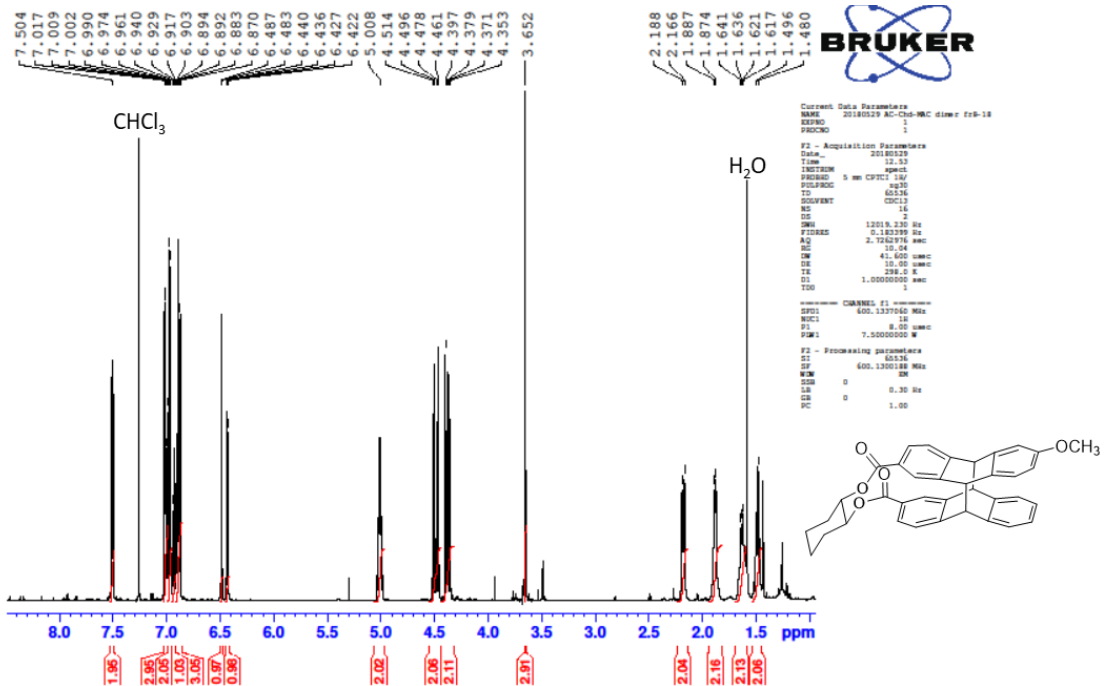 7.504
7.017
7.009
7.002
6.990
6.974
6.961
6.940
6.929
6.917
6.903
6.894
6.892
6.883
6.870
6.487
6.483
6.440
6.436
6.427
6.422
5.008
4.514
4.496
4.478
4.461
4.397
4.379
4.371
4.353
3.652
2.188
2.166
1.887
1.874
1.641
1.636
1.621
1.617
1.496
1.480
BRUKER
CHCl3
H2O
Current Data Parameters
NAME 20180529 AC-Chd-MAC dimer fr8-18
EXPNO 1
PROCNO 1
F2 - Acquisition Parameters
Date_ 20180529
Time 12.53
INSTRUM spect
PROBHD 5 mm CPTCI 1H/
PULPROG zg30
TD 65536
SOLVENT CDCl3
NS 16
DS 2
SWH 12019.230 Hz
FIDRES 0.183399 Hz
AQ 2.7262976 sec
RG 10.04
DW 41.600 usec
DE 10.00 usec
TE 298.0 K
D1 1.00000000 sec
TD0 1
======== CHANNEL f1 ========
SFO1 600.1337060 MHz
NUC1 1H
P1 8.00 usec
PLW1 7.50000000 W
F2 - Processing parameters
SI 65536
SF 600.1300188 MHz
WDW EM
SSB 0
LB 0.30 Hz
GB 0
PC 1.00
O
OCH3
O
O
O
8.0 7.5 7.0 6.5 6.0 5.5 5.0 4.5 4.0 3.5 3.0 2.5 2.0 1.5 ppm
1.95
2.95
2.05
1.03
3.05
0.97
0.98
2.02
2.06
2.11
2.91
2.04
2.16
2.13
2.06